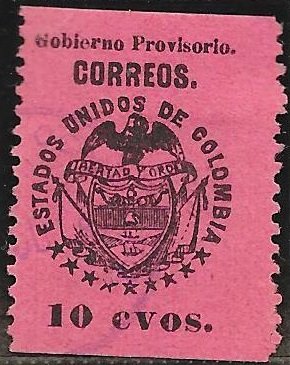 Gobierno Provisorio.
CORREOS.
ESTADOS UNIDOS DE COLOMBIA
LIBERTAD Y ORDEN
10 cvos.